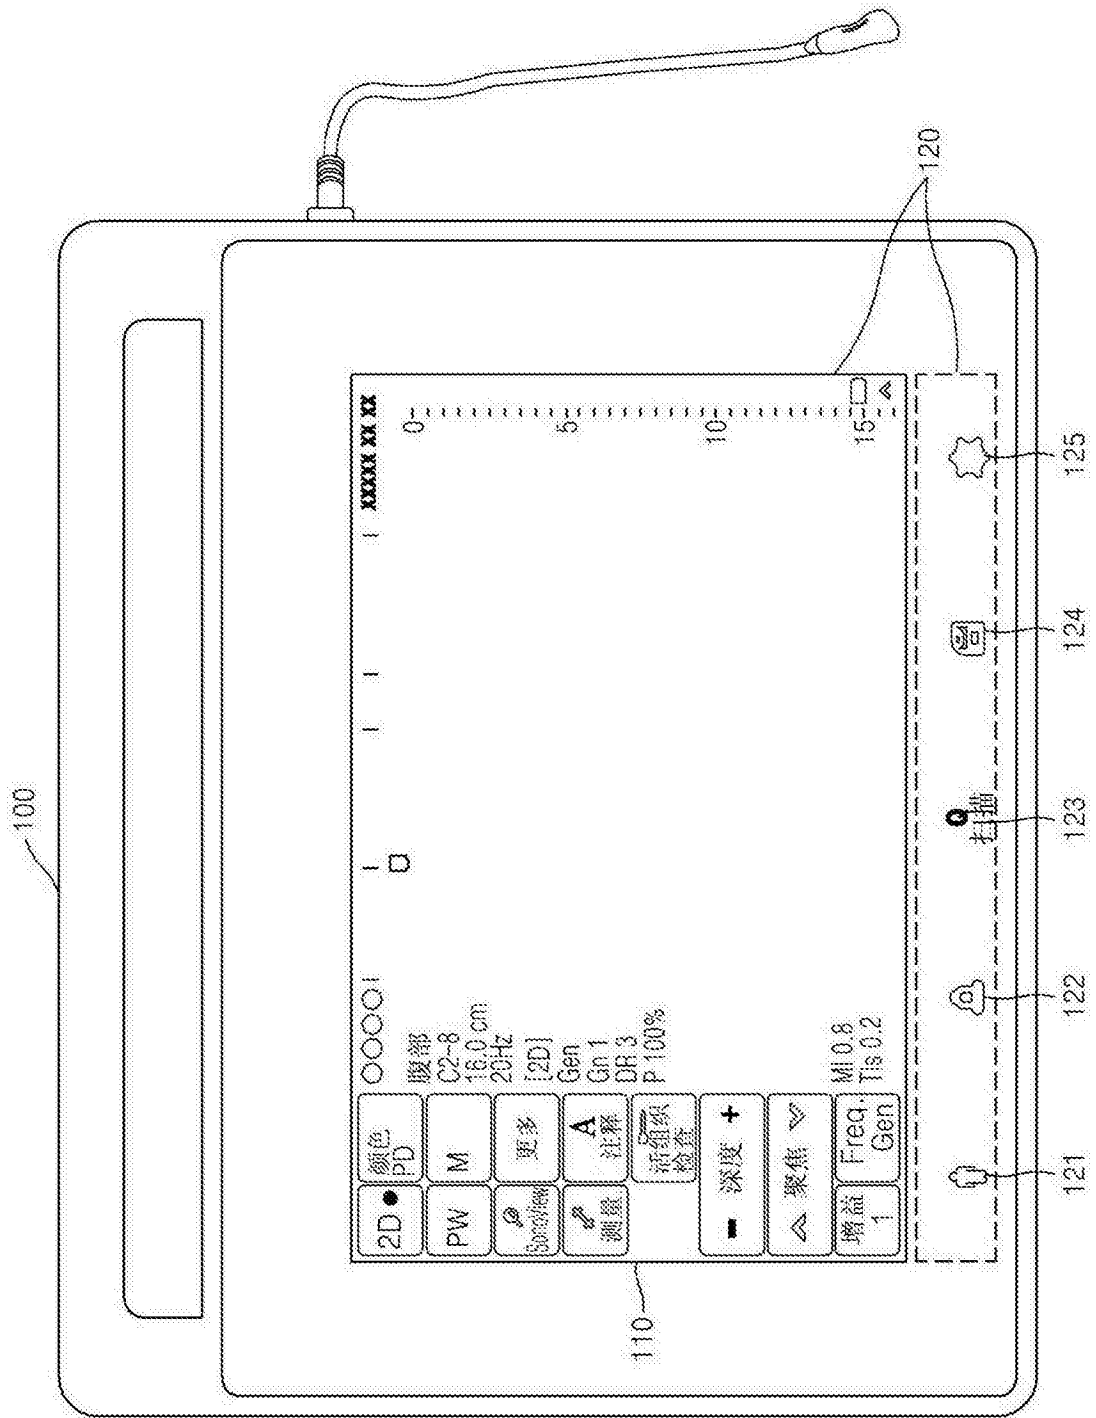 100
○○○○I
XXXXX XX XX
2D
颜色
PD
PW
M
SonoView
更多
测量
A
注释
活组织
检查
− 深度 +
聚焦
增益
1
Freq.
Gen
腹部
C2~8
16.0 cm
20Hz
[2D]
Gen
Gn 1
DR 3
P 100%
MI 0.8
TIs 0.2
0
5
10
15
扫描
110
120
121
122
123
124
125